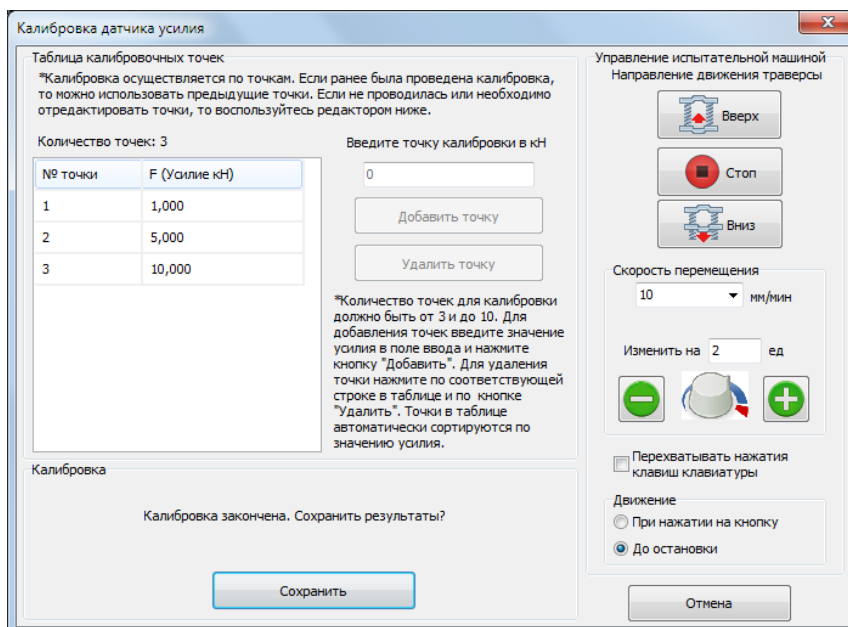 Калибровка датчика усилия
Таблица калибровочных точек
*Калибровка осуществляется по точкам. Если ранее была проведена калибровка,
то можно использовать предыдущие точки. Если не проводилась или необходимо
отредактировать точки, то воспользуйтесь редактором ниже.
Количество точек: 3
№ точки F (Усилие кН)
1 1,000
2 5,000
3 10,000
Введите точку калибровки в кН
0
Добавить точку
Удалить точку
*Количество точек для калибровки
должно быть от 3 и до 10. Для
добавления точек введите значение
усилия в поле ввода и нажмите
кнопку "Добавить". Для удаления
точки нажмите по соответствующей
строке в таблице и по кнопке
"Удалить". Точки в таблице
автоматически сортируются по
значению усилия.
Калибровка
Калибровка закончена. Сохранить результаты?
Сохранить
Управление испытательной машиной
Направление движения траверсы
Вверх
Стоп
Вниз
Скорость перемещения
10 мм/мин
Изменить на 2 ед
Перехватывать нажатия
клавиш клавиатуры
Движение
При нажатии на кнопку
До остановки
Отмена